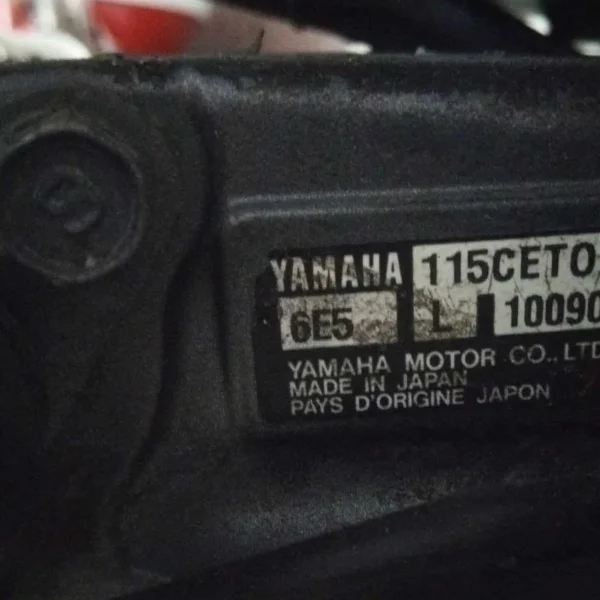 YAMAHA 115CETO
6E5 L 10090
YAMAHA MOTOR CO., LTD
MADE IN JAPAN
PAYS D'ORIGINE JAPON